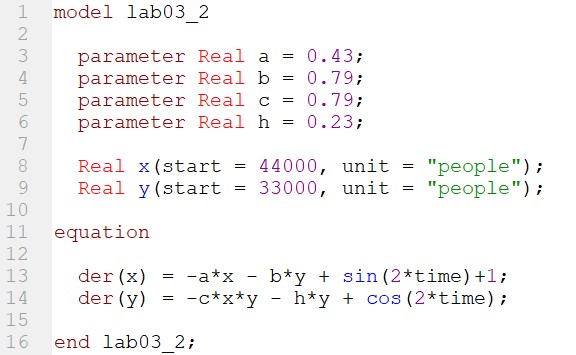 1 model lab03_2
2
3 parameter Real a = 0.43;
4 parameter Real b = 0.79;
5 parameter Real c = 0.79;
6 parameter Real h = 0.23;
7
8 Real x(start = 44000, unit = "people");
9 Real y(start = 33000, unit = "people");
10
11 equation
12
13 der(x) = -a*x - b*y + sin(2*time)+1;
14 der(y) = -c*x*y - h*y + cos(2*time);
15
16 end lab03_2;